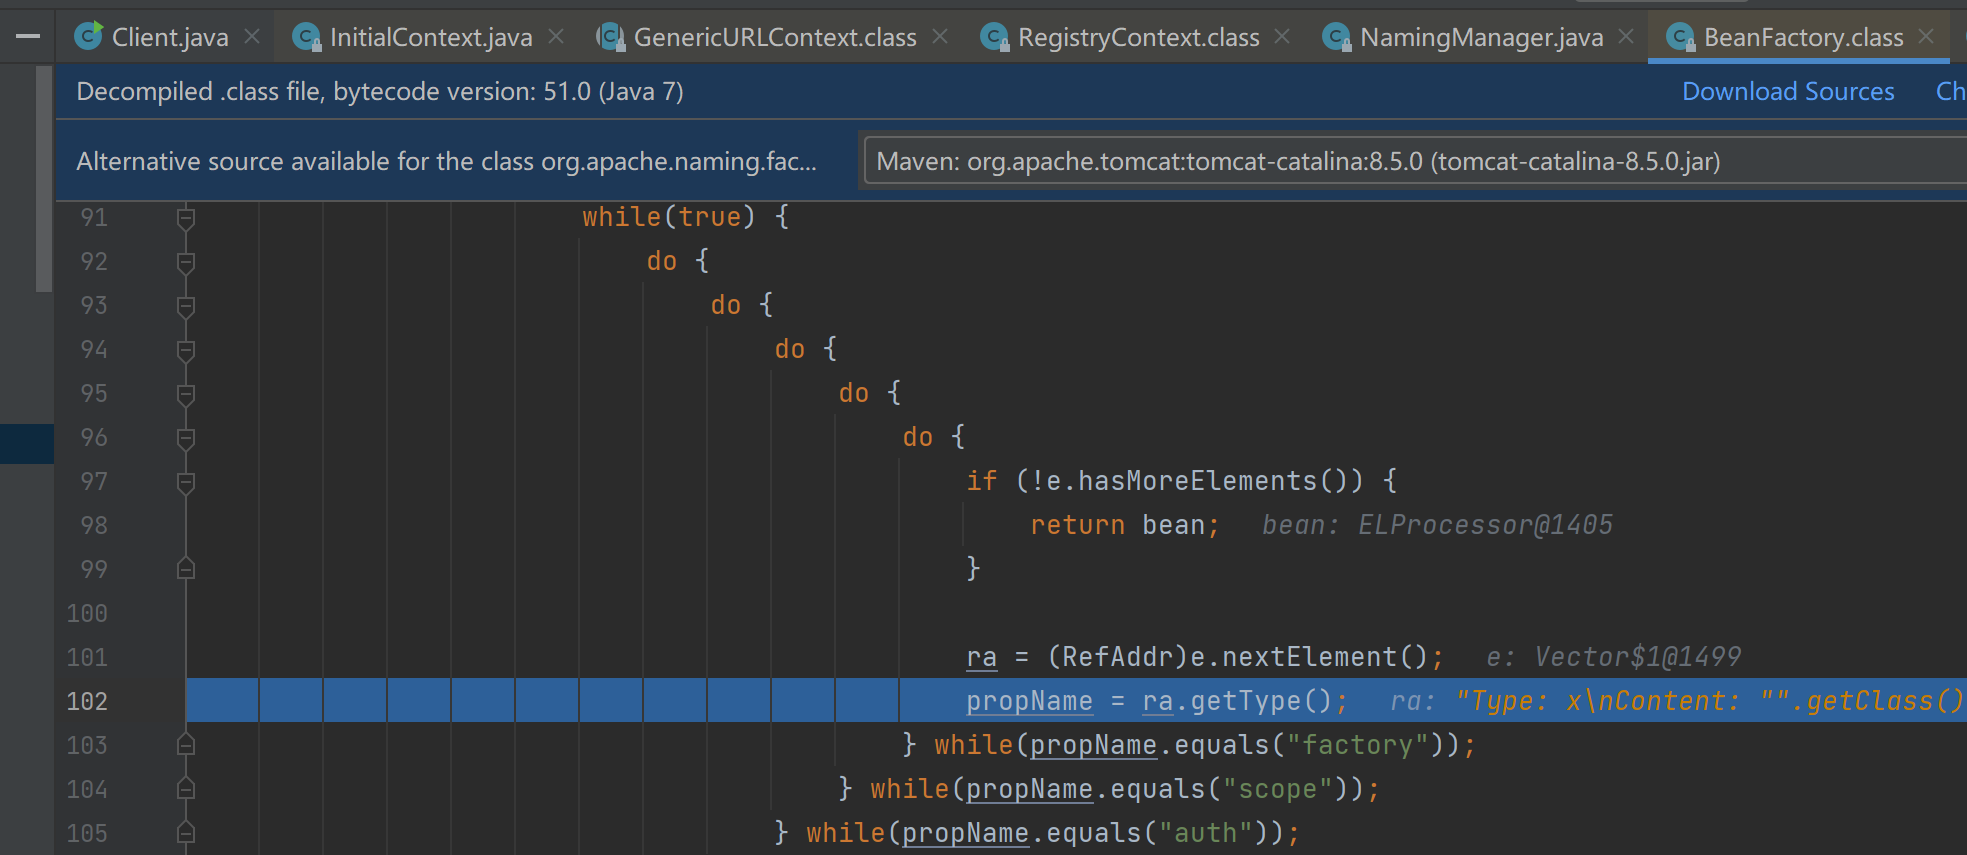 Client.java InitialContext.java GenericURLContext.class RegistryContext.class NamingManager.java BeanFactory.class
Decompiled .class file, bytecode version: 51.0 (Java 7) Download Sources Ch
Alternative source available for the class org.apache.naming.fac... Maven: org.apache.tomcat:tomcat-catalina:8.5.0 (tomcat-catalina-8.5.0.jar)
91 while(true) {
92 do {
93 do {
94 do {
95 do {
96 do {
97 if (!e.hasMoreElements()) {
98 return bean; bean: ELProcessor@1405
99 }
100
101 ra = (RefAddr)e.nextElement(); e: Vector$1@1499
102 propName = ra.getType(); ra: "Type: x\nContent: "".getClass()
103 } while(propName.equals("factory"));
104 } while(propName.equals("scope"));
105 } while(propName.equals("auth"));